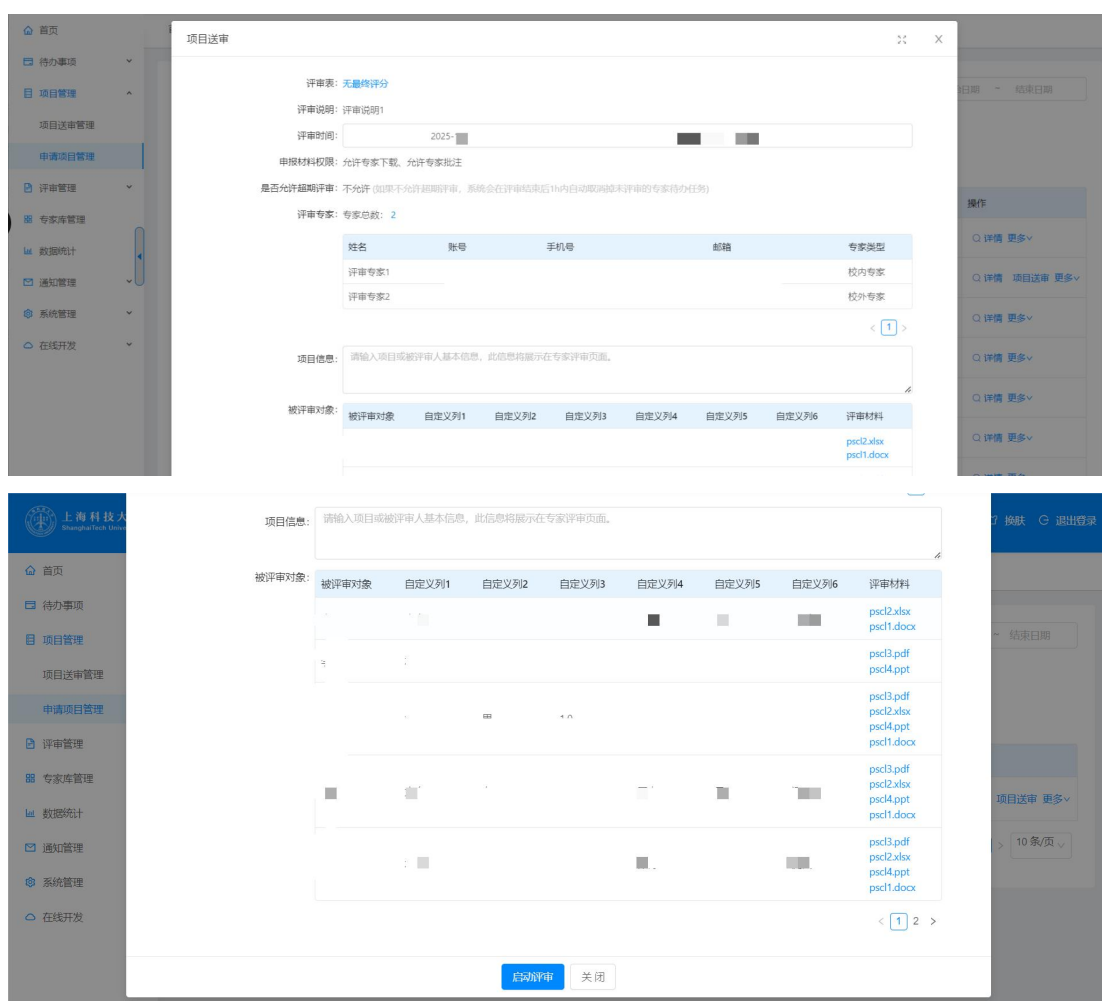 首页
项目送审
待办事项
评审表: 无最终评分
项目管理
日期 ~ 结束日期
评审说明: 评审说明1
项目送审管理
评审时间: 2025-
申请项目管理
申报材料权限: 允许专家下载、允许专家批注
评审管理
是否允许超期评审: 不允许 (如果不允许超期评审，系统会在评审结束后1h内自动取消掉未评审的专家待办任务)
操作
专家库管理
评审专家: 专家总数: 2
详情 更多
数据统计
姓名 账号 手机号 邮箱 专家类型
评审专家1 校内专家
详情 项目送审 更多
通知管理
评审专家2 校外专家
系统管理
详情 更多
< 1 >
在线开发
项目信息: 请输入项目或被评审人基本信息，此信息将展示在专家评审页面。
详情 更多
详情 更多
被评审对象: 被评审对象 自定义列1 自定义列2 自定义列3 自定义列4 自定义列5 自定义列6 评审材料
pscl2.xlsx
详情 更多
pscl1.docx
上海科技大
ShanghaiTech Unive
项目信息: 请输入项目或被评审人基本信息，此信息将展示在专家评审页面。
换肤 退出登录
首页
被评审对象: 被评审对象 自定义列1 自定义列2 自定义列3 自定义列4 自定义列5 自定义列6 评审材料
待办事项
pscl2.xlsx
pscl1.docx
项目管理
~ 结束日期
pscl3.pdf
pscl4.ppt
项目送审管理
申请项目管理
pscl3.pdf
pscl2.xlsx
pscl4.ppt
pscl1.docx
评审管理
专家库管理
pscl3.pdf
pscl2.xlsx
pscl4.ppt
pscl1.docx
项目送审 更多
数据统计
通知管理
pscl3.pdf
pscl2.xlsx
pscl4.ppt
pscl1.docx
> 10 条/页
系统管理
在线开发
< 1 2 >
启动评审 关闭